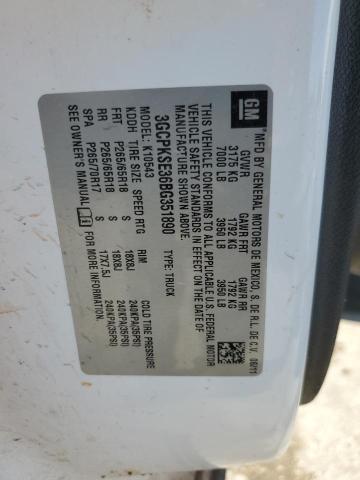 GM
MFD BY GENERAL MOTORS DE MEXICO, S. DE R.L. DE C.V. 06/11
GVWR GAWR FRT GAWR RR
3175 KG 1792 KG 1792 KG
7000 LB 3950 LB 3950 LB
THIS VEHICLE CONFORMS TO ALL APPLICABLE U.S. FEDERAL MOTOR
VEHICLE SAFETY STANDARDS IN EFFECT ON THE DATE OF
MANUFACTURE SHOWN ABOVE.
3GCPKSE36BG351890 TYPE: TRUCK
MODEL: K10543
KDDH TIRE SIZE SPEED RTG RIM COLD TIRE PRESSURE
FRT P265/65R18 S 18X8J 240KPA(35PSI)
RR P265/65R18 S 18X8J 240KPA(35PSI)
SPA P265/70R17 S 17X7.5J 240KPA(35PSI)
SEE OWNER'S MANUAL FOR MORE INFORMATION.